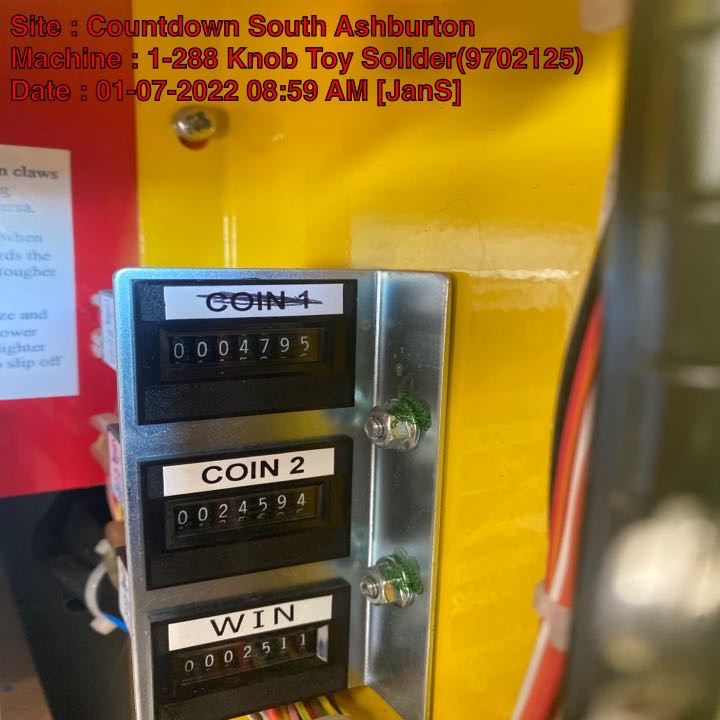 Site : Countdown South Ashburton
Machine : 1-288 Knob Toy Solider(9702125)
Date : 01-07-2022 08:59 AM [JanS]
n claws
when
rds the
tougher
ze and
ower
lighter
slip off
COIN 1
0004795
COIN 2
0024594
WIN
0002511